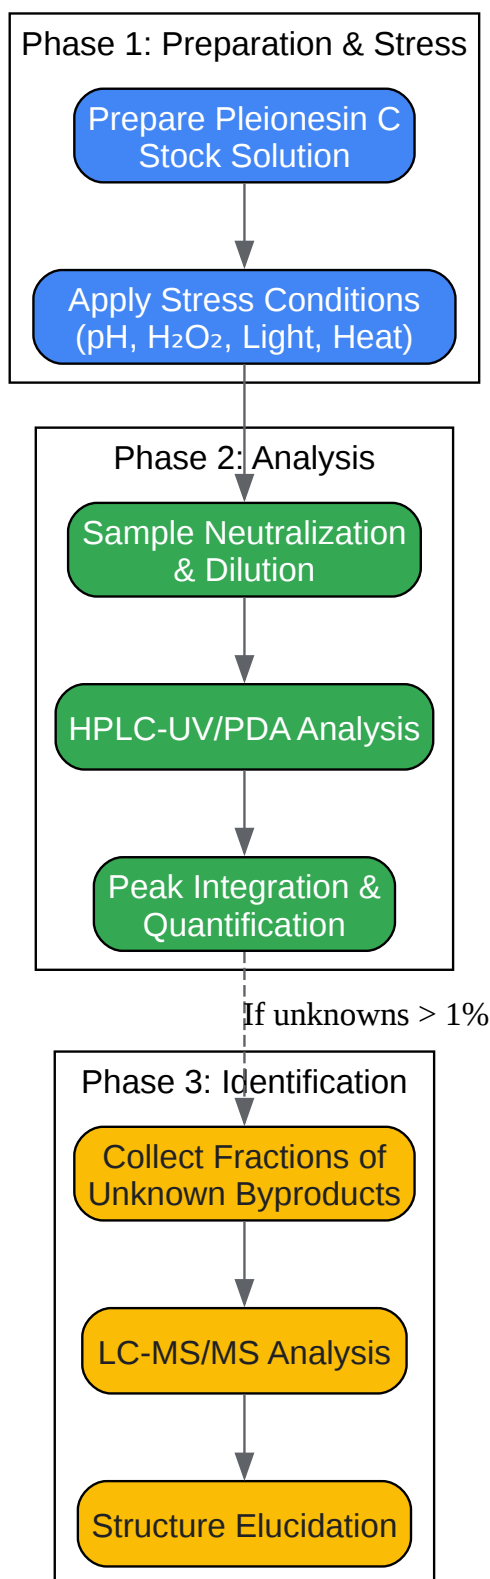 Phase 1: Preparation & Stress
Prepare Pleionesin C
Stock Solution
Apply Stress Conditions
(pH, H₂O₂, Light, Heat)
Phase 2: Analysis
Sample Neutralization
& Dilution
HPLC-UV/PDA Analysis
Peak Integration &
Quantification
If unknowns > 1%
Phase 3: Identification
Collect Fractions of
Unknown Byproducts
LC-MS/MS Analysis
Structure Elucidation